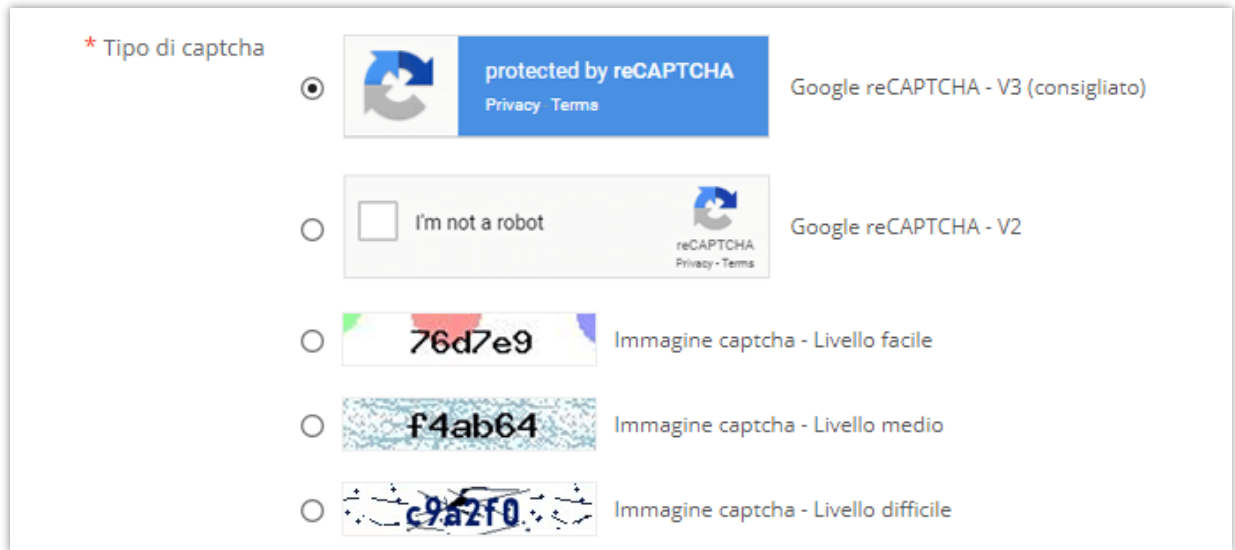 * Tipo di captcha
protected by reCAPTCHA
Privacy - Terms
Google reCAPTCHA - V3 (consigliato)
I'm not a robot
reCAPTCHA
Privacy - Terms
Google reCAPTCHA - V2
76d7e9
Immagine captcha - Livello facile
f4ab64
Immagine captcha - Livello medio
c9a2f0
Immagine captcha - Livello difficile